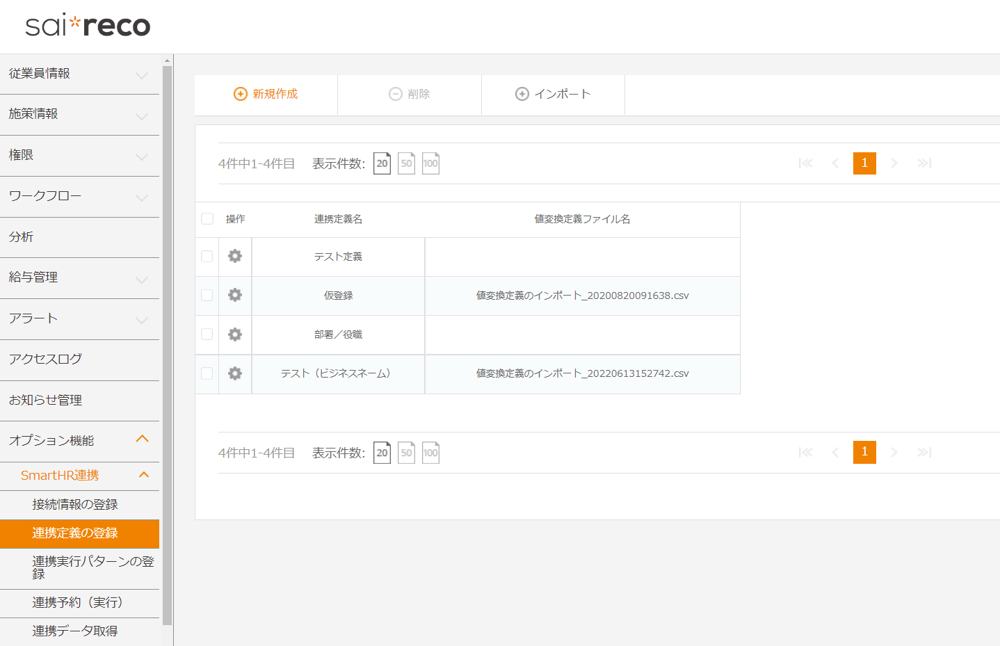 sai*reco
従業員情報
施策情報
権限
ワークフロー
分析
給与管理
アラート
アクセスログ
お知らせ管理
オプション機能
SmartHR連携
接続情報の登録
連携定義の登録
連携実行パターンの登
録
連携予約（実行）
連携データ取得
新規作成 削除 インポート
4件中1-4件目 表示件数: 20 50 100 1
操作 連携定義名 値変換定義ファイル名
テスト定義
仮登録 値変換定義のインポート_20200820091638.csv
部署／役職
テスト（ビジネスネーム） 値変換定義のインポート_20220613152742.csv
4件中1-4件目 表示件数: 20 50 100 1